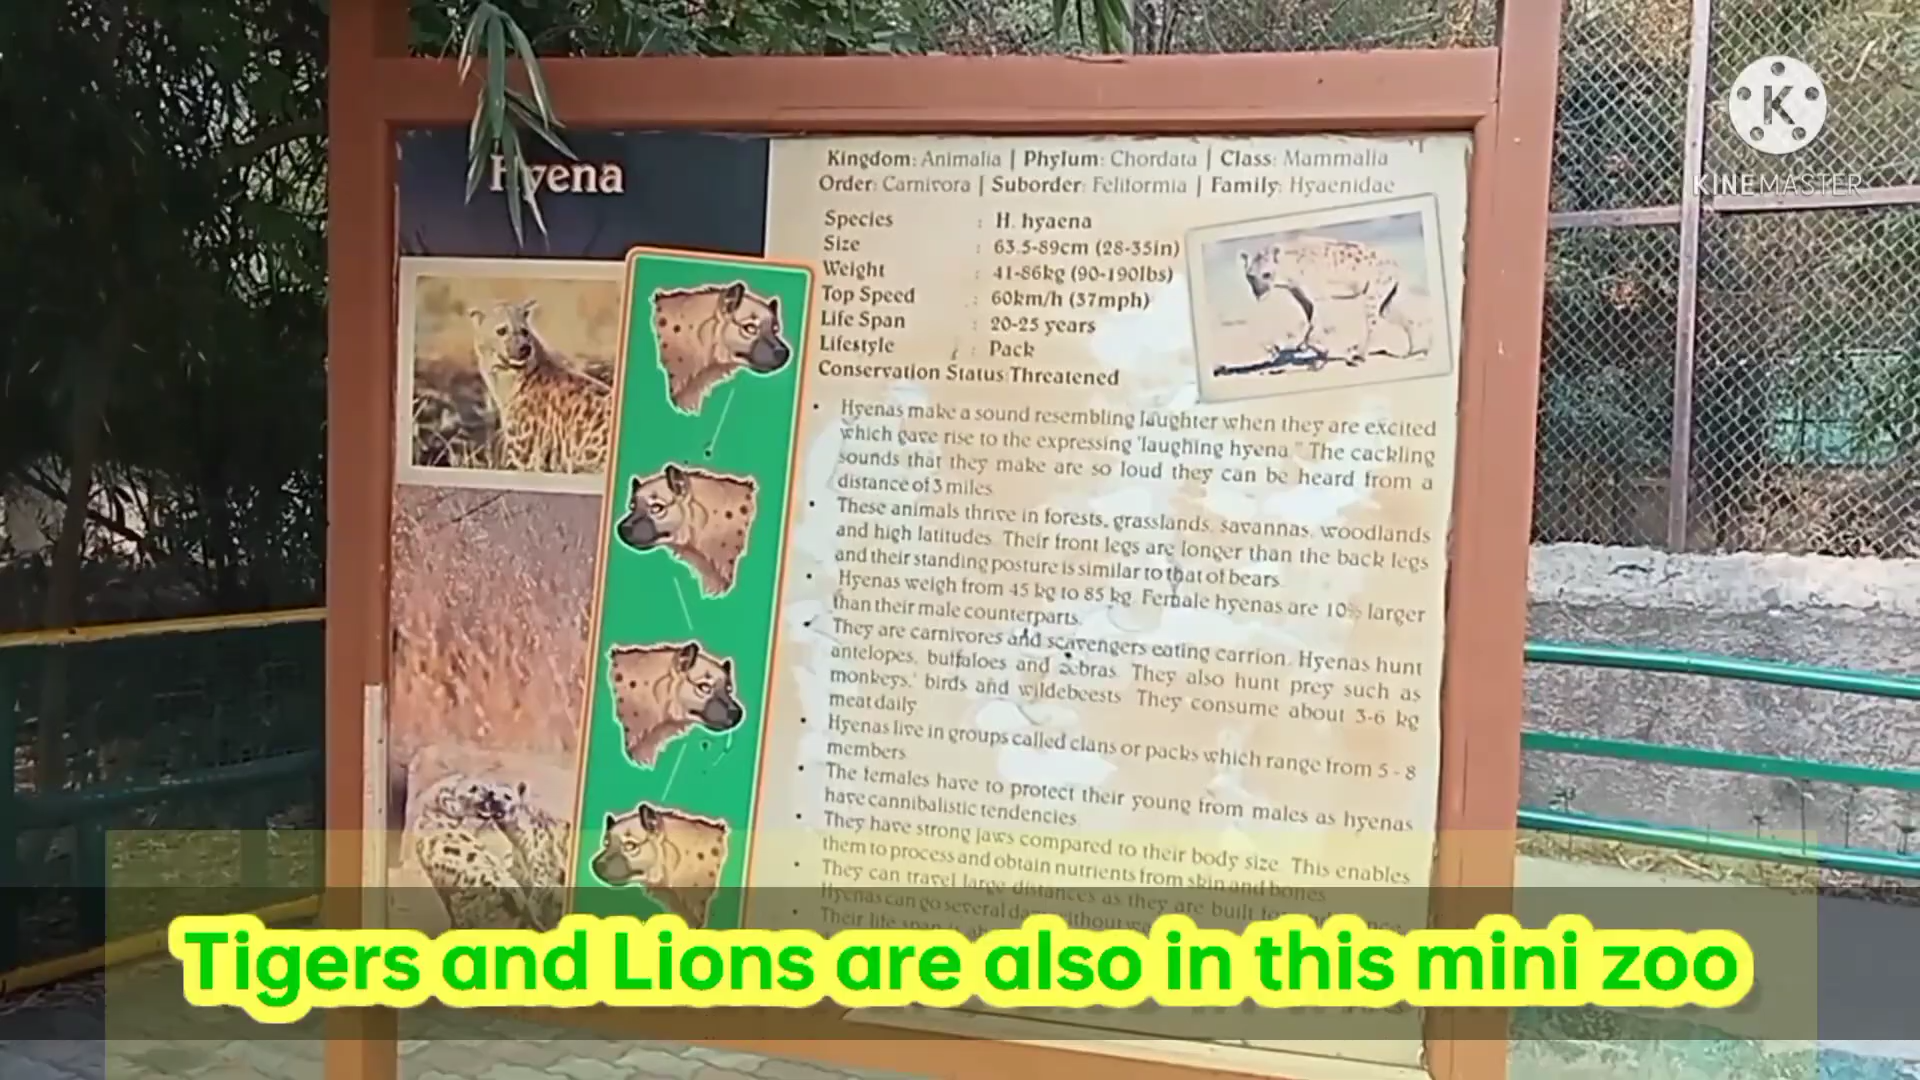 Hyena
Kingdom: Animalia | Phylum: Chordata | Class: Mammalia
Order: Carnivora | Suborder: Feliformia | Family: Hyaenidae
Species : H. hyaena
Size : 63.5-89cm (28-35in)
Weight : 41-86kg (90-190lbs)
Top Speed : 60km/h (37mph)
Life Span : 20-25 years
Lifestyle : Pack
Conservation Status: Threatened
• Hyenas make a sound resembling laughter when they are excited
which gave rise to the expressing 'laughing hyena." The cackling
sounds that they make are so loud they can be heard from a
distance of 3 miles.
• These animals thrive in forests, grasslands, savannas, woodlands
and high latitudes. Their front legs are longer than the back legs
and their standing posture is similar to that of bears.
• Hyenas weigh from 45 kg to 85 kg. Female hyenas are 10% larger
than their male counterparts.
• They are carnivores and scavengers eating carrion. Hyenas hunt
antelopes, buffaloes and zebras. They also hunt prey such as
monkeys, birds and wildebeests. They consume about 3-6 kg
meat daily.
• Hyenas live in groups called clans or packs which range from 5 - 8
members
• The females have to protect their young from males as hyenas
have cannibalistic tendencies.
• They have strong jaws compared to their body size. This enables
them to process and obtain nutrients from skin and bones.
• They can travel large distances as they are built
Hyenas can go several without
• Their life span
KINEMASTER
Tigers and Lions are also in this mini zoo